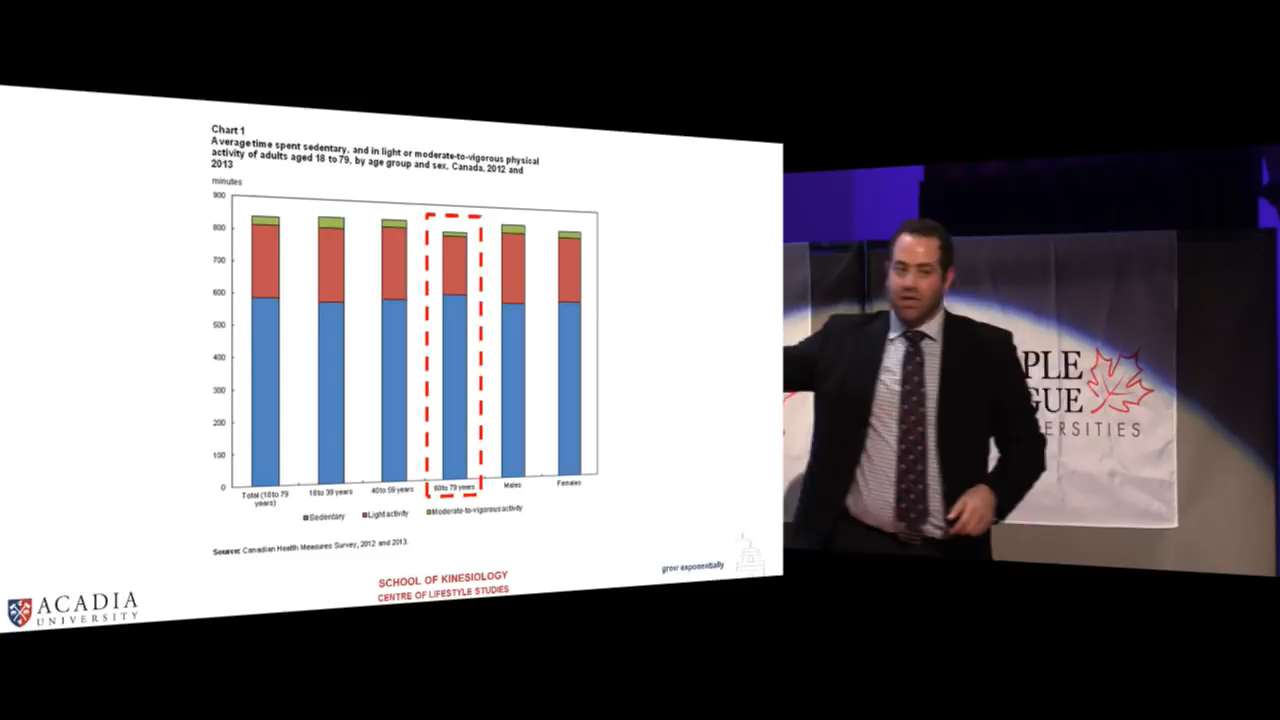 Chart 1
Average time spent sedentary, and in light or moderate-to-vigorous physical
activity of adults aged 18 to 79, by age group and sex, Canada, 2012 and
2013
minutes
900
800
700
600
500
400
300
200
100
0
Total (18 to 79 years)
18 to 39 years
40 to 59 years
60 to 79 years
Males
Females
Sedentary
Light activity
Moderate-to-vigorous activity
Source: Canadian Health Measures Survey, 2012 and 2013.
SCHOOL OF KINESIOLOGY
CENTRE OF LIFESTYLE STUDIES
grow exponentially
ACADIA
UNIVERSITY
PLE
GUE
ERSITIES